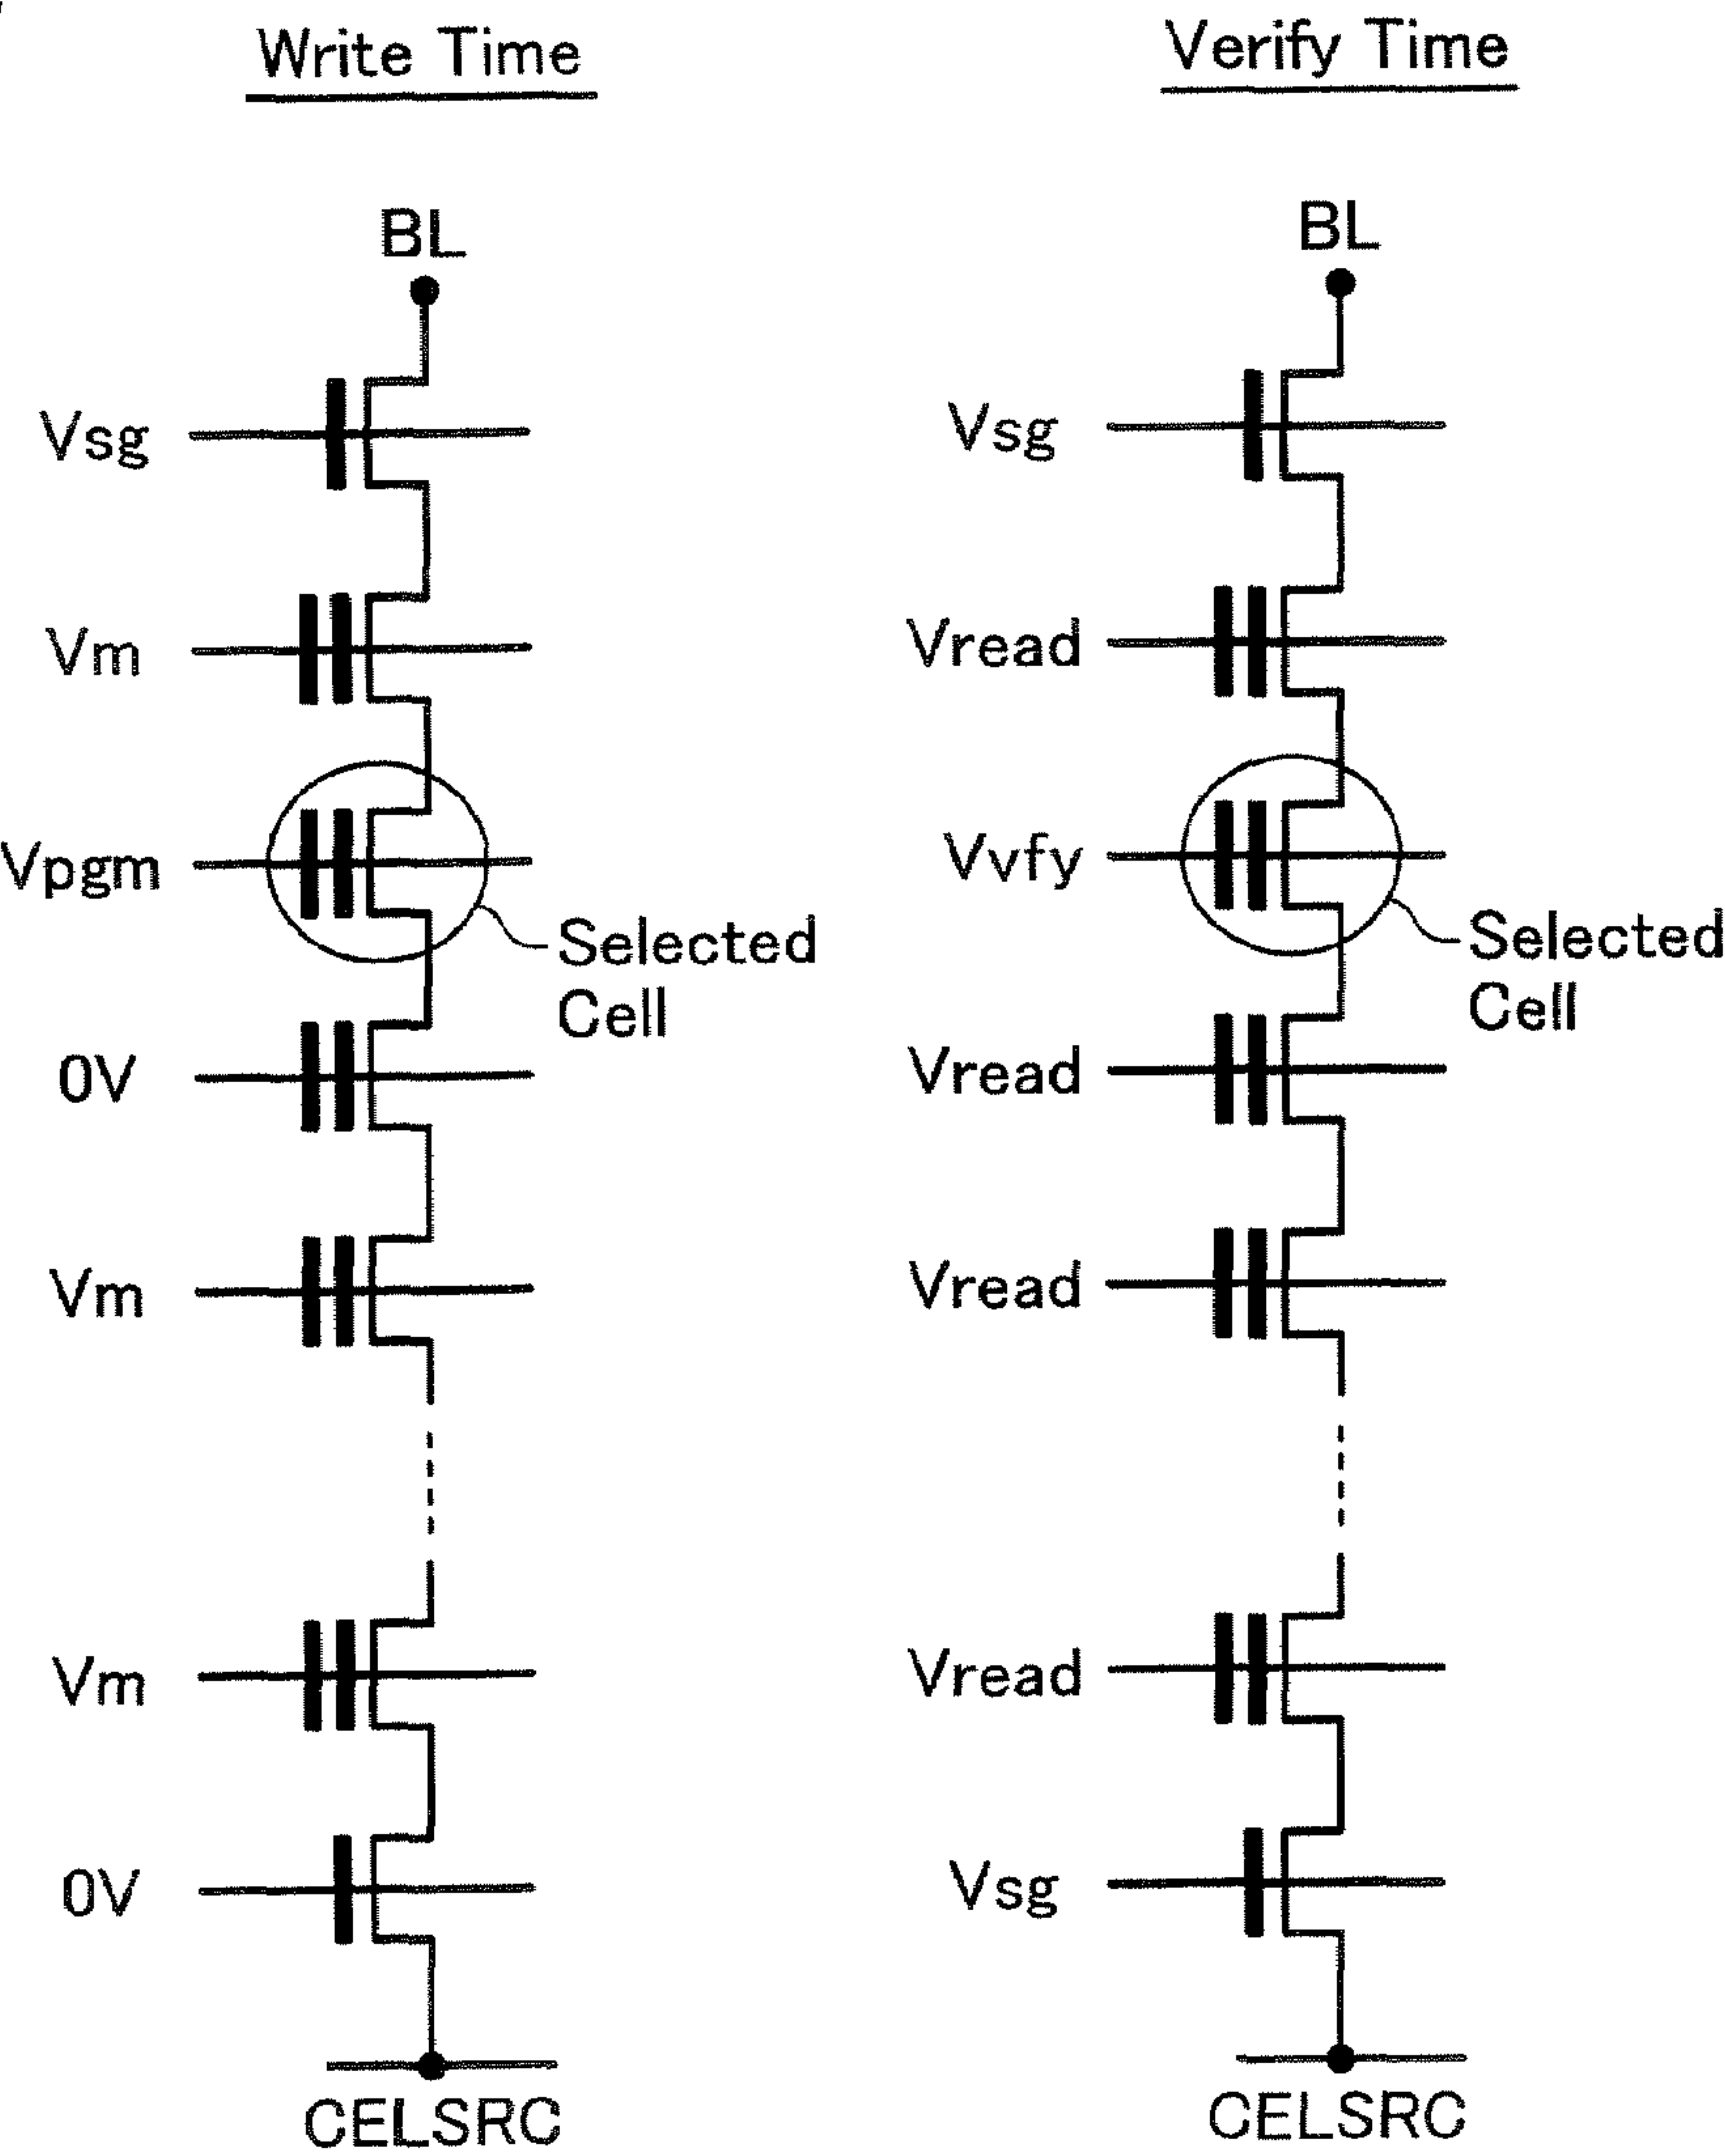 Write Time
BL
Vsg
Vm
Vpgm
Selected
Cell
0V
Vm
Vm
0V
CELSRC
Verify Time
BL
Vsg
Vread
Vvfy
Selected
Cell
Vread
Vread
Vread
Vsg
CELSRC